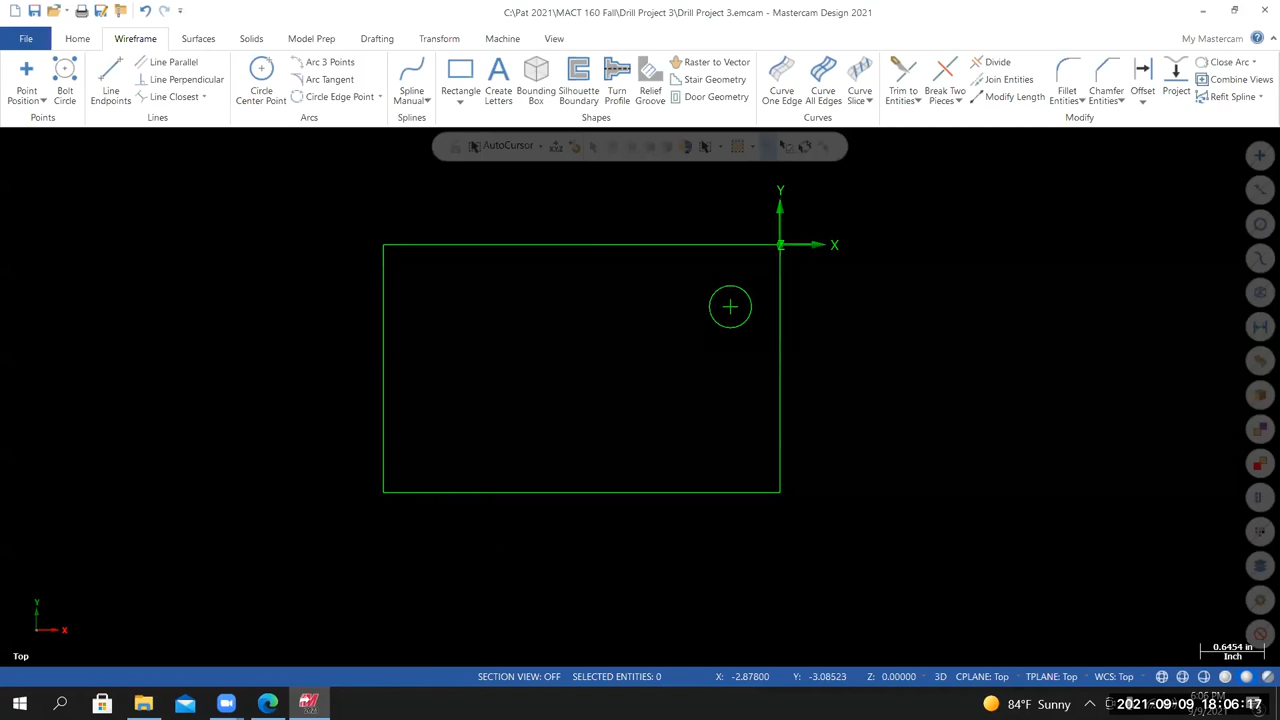 C:\Pat 2021\MACT 160 Fall\Drill Project 3\Drill Project 3.emcam - Mastercam Design 2021
File Home Wireframe Surfaces Solids Model Prep Drafting Transform Machine View My Mastercam
Point Position
Bolt Circle
Points
Line Endpoints
Line Parallel
Line Perpendicular
Line Closest
Lines
Circle Center Point
Arc 3 Points
Arc Tangent
Circle Edge Point
Arcs
Spline Manual
Splines
Rectangle
Create Letters
Bounding Box
Silhouette Boundary
Turn Profile
Relief Groove
Raster to Vector
Stair Geometry
Door Geometry
Shapes
Curve One Edge
Curve All Edges
Curve Slice
Curves
Trim to Entities
Break Two Pieces
Divide
Join Entities
Modify Length
Fillet Entities
Chamfer Entities
Offset
Project
Close Arc
Combine Views
Refit Spline
Modify
AutoCursor
Y
X
Y
X
Top
0.6454 in
Inch
SECTION VIEW: OFF SELECTED ENTITIES: 0 X: -2.87800 Y: -3.08523 Z: 0.00000 3D CPLANE: Top TPLANE: Top WCS: Top
84°F Sunny
6:06 PM
9/9/2021
2021-09-09 18:06:17